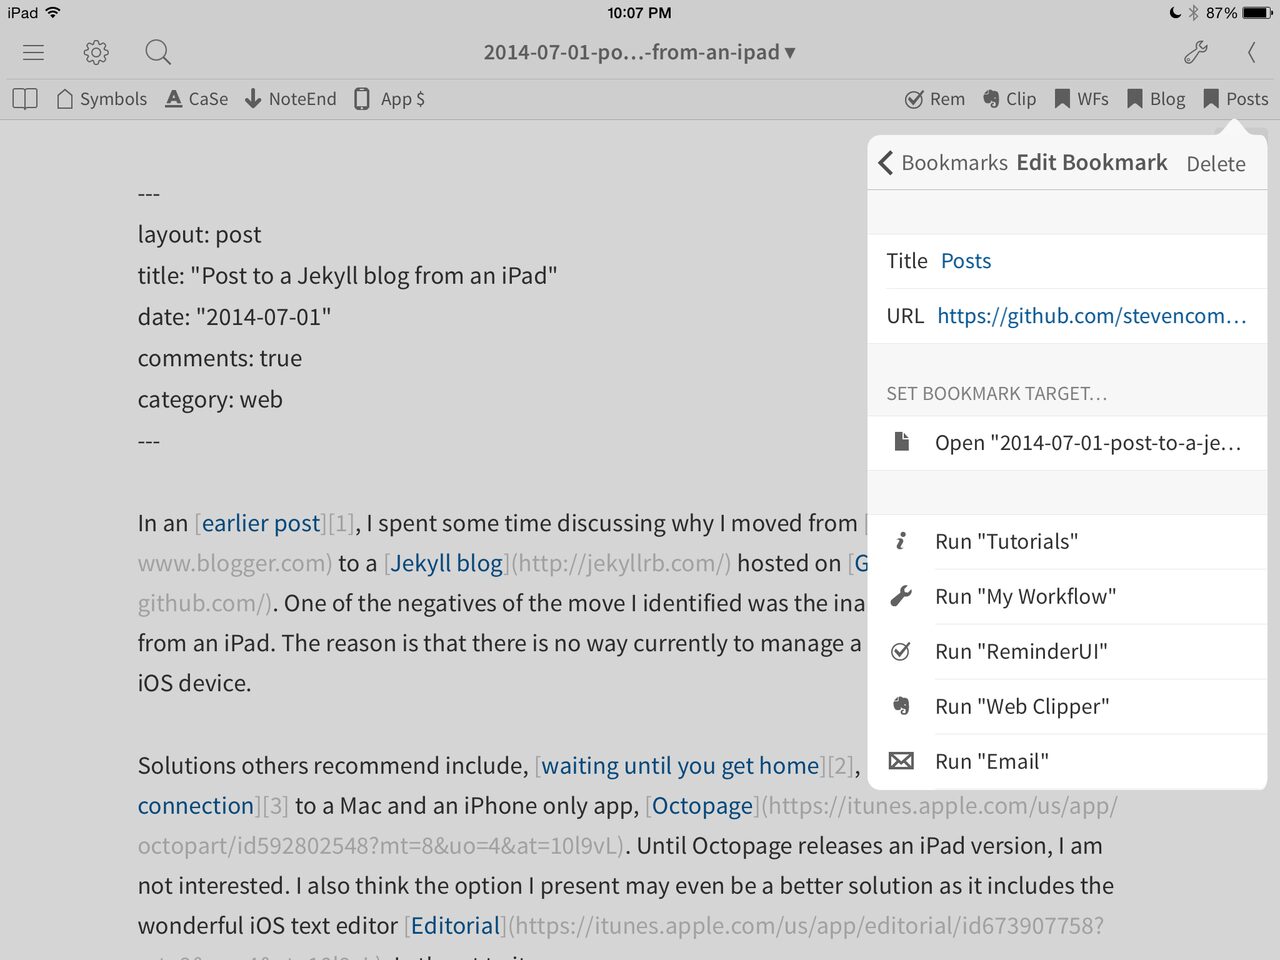 iPad 10:07 PM 87%
2014-07-01-po…-from-an-ipad ▾
Symbols CaSe NoteEnd App $ Rem Clip WFs Blog Posts
---
layout: post
title: "Post to a Jekyll blog from an iPad"
date: "2014-07-01"
comments: true
category: web
---
In an [earlier post][1], I spent some time discussing why I moved from [
www.blogger.com) to a [Jekyll blog](http://jekyllrb.com/) hosted on [G
github.com/). One of the negatives of the move I identified was the ina
from an iPad. The reason is that there is no way currently to manage a
iOS device.
Solutions others recommend include, [waiting until you get home][2],
connection][3] to a Mac and an iPhone only app, [Octopage](https://itunes.apple.com/us/app/
octopart/id592802548?mt=8&uo=4&at=10l9vL). Until Octopage releases an iPad version, I am
not interested. I also think the option I present may even be a better solution as it includes the
wonderful iOS text editor [Editorial](https://itunes.apple.com/us/app/editorial/id673907758?
Bookmarks Edit Bookmark Delete
Title Posts
URL https://github.com/stevencom…
SET BOOKMARK TARGET…
Open "2014-07-01-post-to-a-je…
Run "Tutorials"
Run "My Workflow"
Run "ReminderUI"
Run "Web Clipper"
Run "Email"